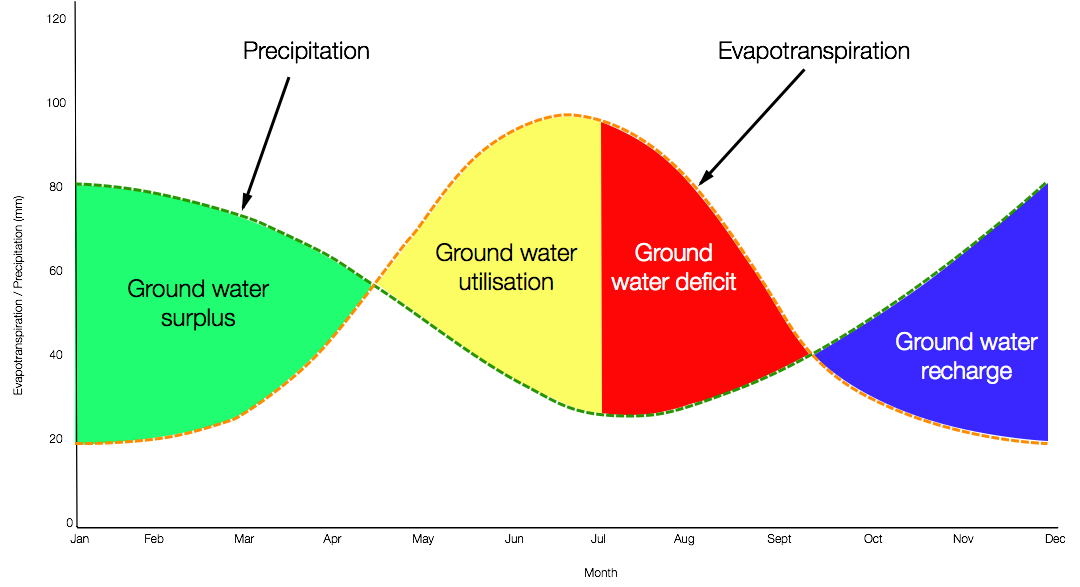 120
Precipitation
Evapotranspiration
100
80
60
40
20
0
Evapotranspiration / Precipitation (mm)
Ground water
surplus
Ground water
utilisation
Ground
water deficit
Ground water
recharge
Jan Feb Mar Apr May Jun Jul Aug Sept Oct Nov Dec
Month